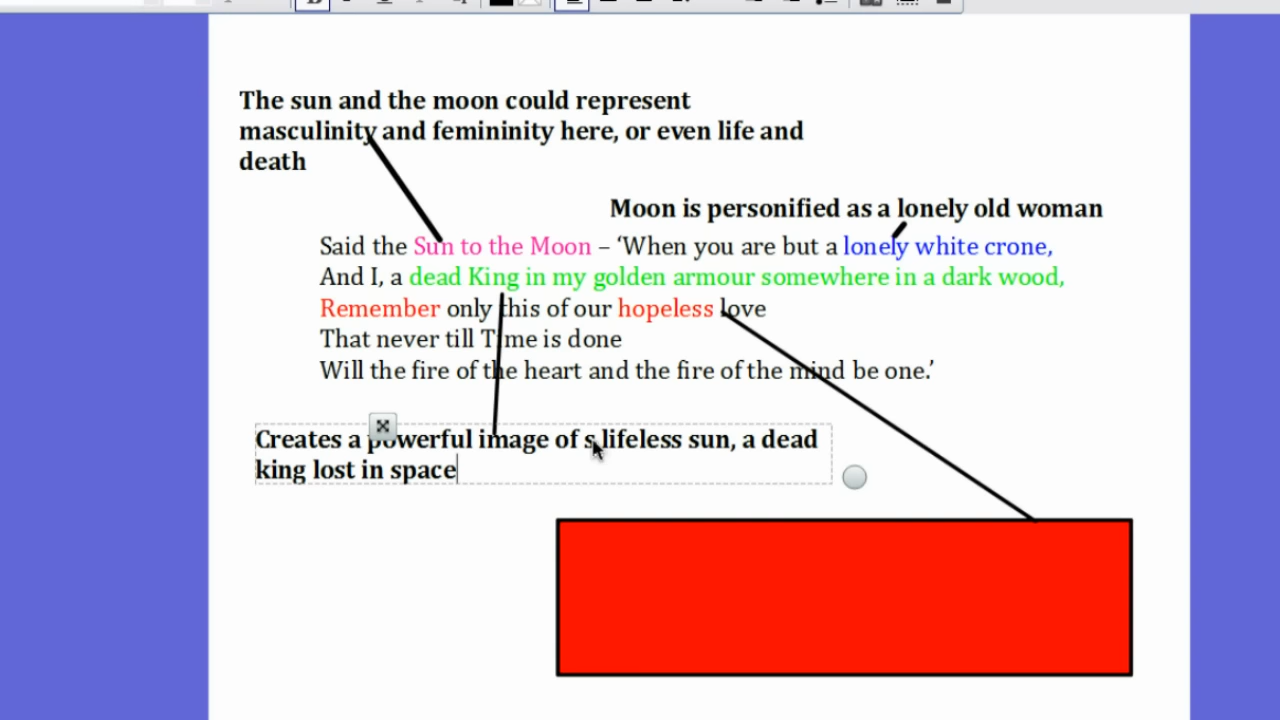 The sun and the moon could represent
masculinity and femininity here, or even life and
death
Moon is personified as a lonely old woman
Said the Sun to the Moon – ‘When you are but a lonely white crone,
And I, a dead King in my golden armour somewhere in a dark wood,
Remember only this of our hopeless love
That never till Time is done
Will the fire of the heart and the fire of the mind be one.’
Creates a powerful image of s lifeless sun, a dead
king lost in space